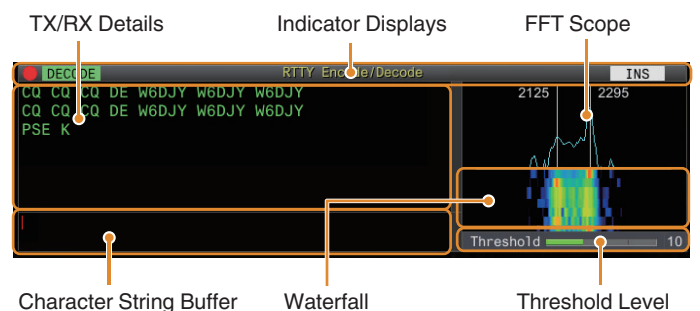 TX/RX Details Indicator Displays FFT Scope
DECODE RTTY Encode/Decode INS
CQ CQ CQ DE W6DJY W6DJY W6DJY
CQ CQ CQ DE W6DJY W6DJY W6DJY
PSE K
2125 2295
Threshold 10
Character String Buffer Waterfall Threshold Level